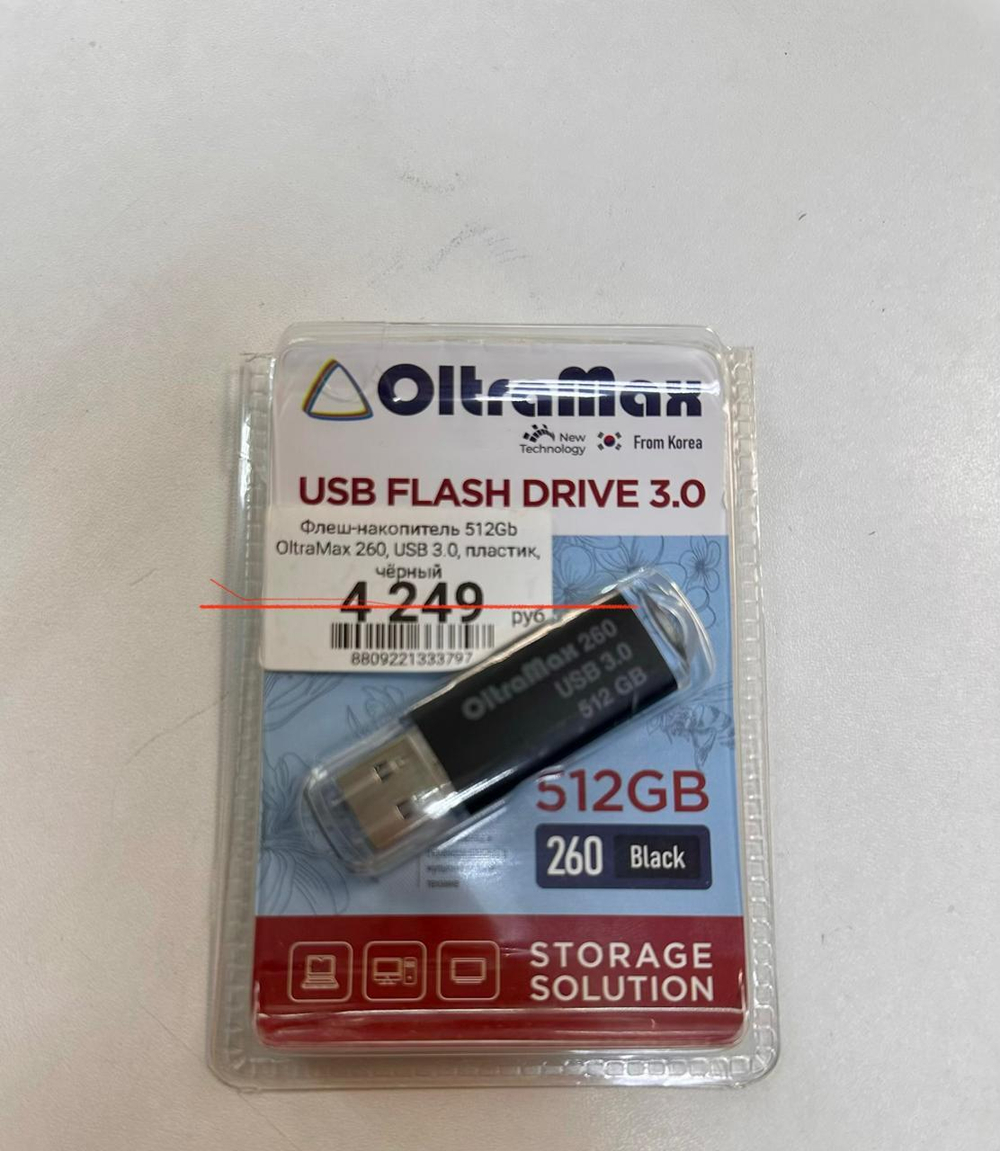 OltraMax
New
Technology
From Korea
USB FLASH DRIVE 3.0
Флеш-накопитель 512Gb
OltraMax 260, USB 3.0, пластик,
чёрный
4 249 руб
8809221333797
OltraMax 260
USB 3.0
512 GB
512GB
260 Black
STORAGE
SOLUTION